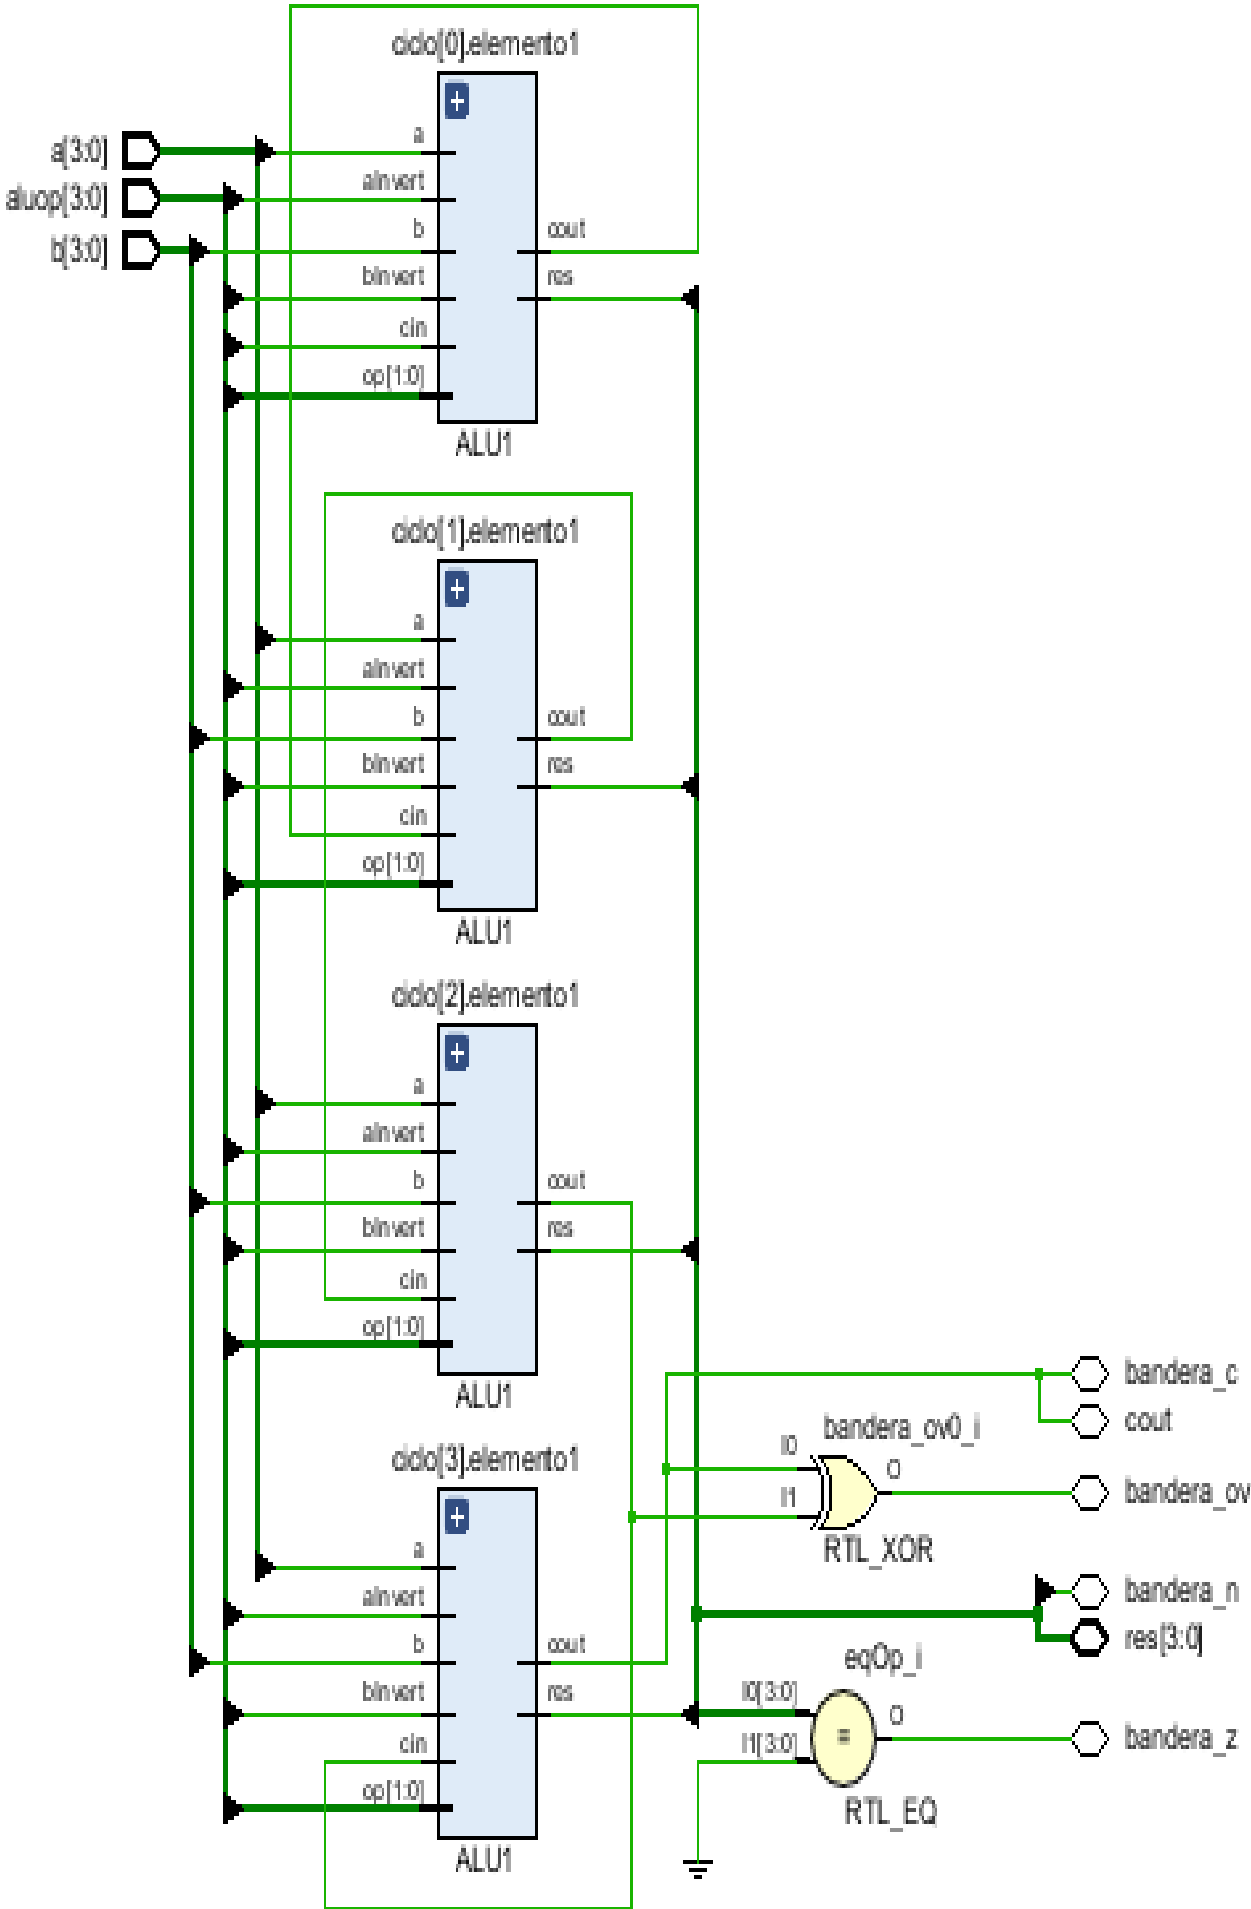 ciclo[0].elemento1
a[3:0]
aluop[3:0]
b[3:0]
a
aInvert
b
bInvert
cin
op[1:0]
cout
res
ALU1
ciclo[1].elemento1
a
aInvert
b
bInvert
cin
op[1:0]
cout
res
ALU1
ciclo[2].elemento1
a
aInvert
b
bInvert
cin
op[1:0]
cout
res
ALU1
ciclo[3].elemento1
a
aInvert
b
bInvert
cin
op[1:0]
cout
res
ALU1
bandera_ov0_i
I0
I1
O
RTL_XOR
bandera_c
cout
bandera_ov
bandera_n
res[3:0]
eqOp_i
I0[3:0]
I1[3:0]
=
O
RTL_EQ
bandera_z